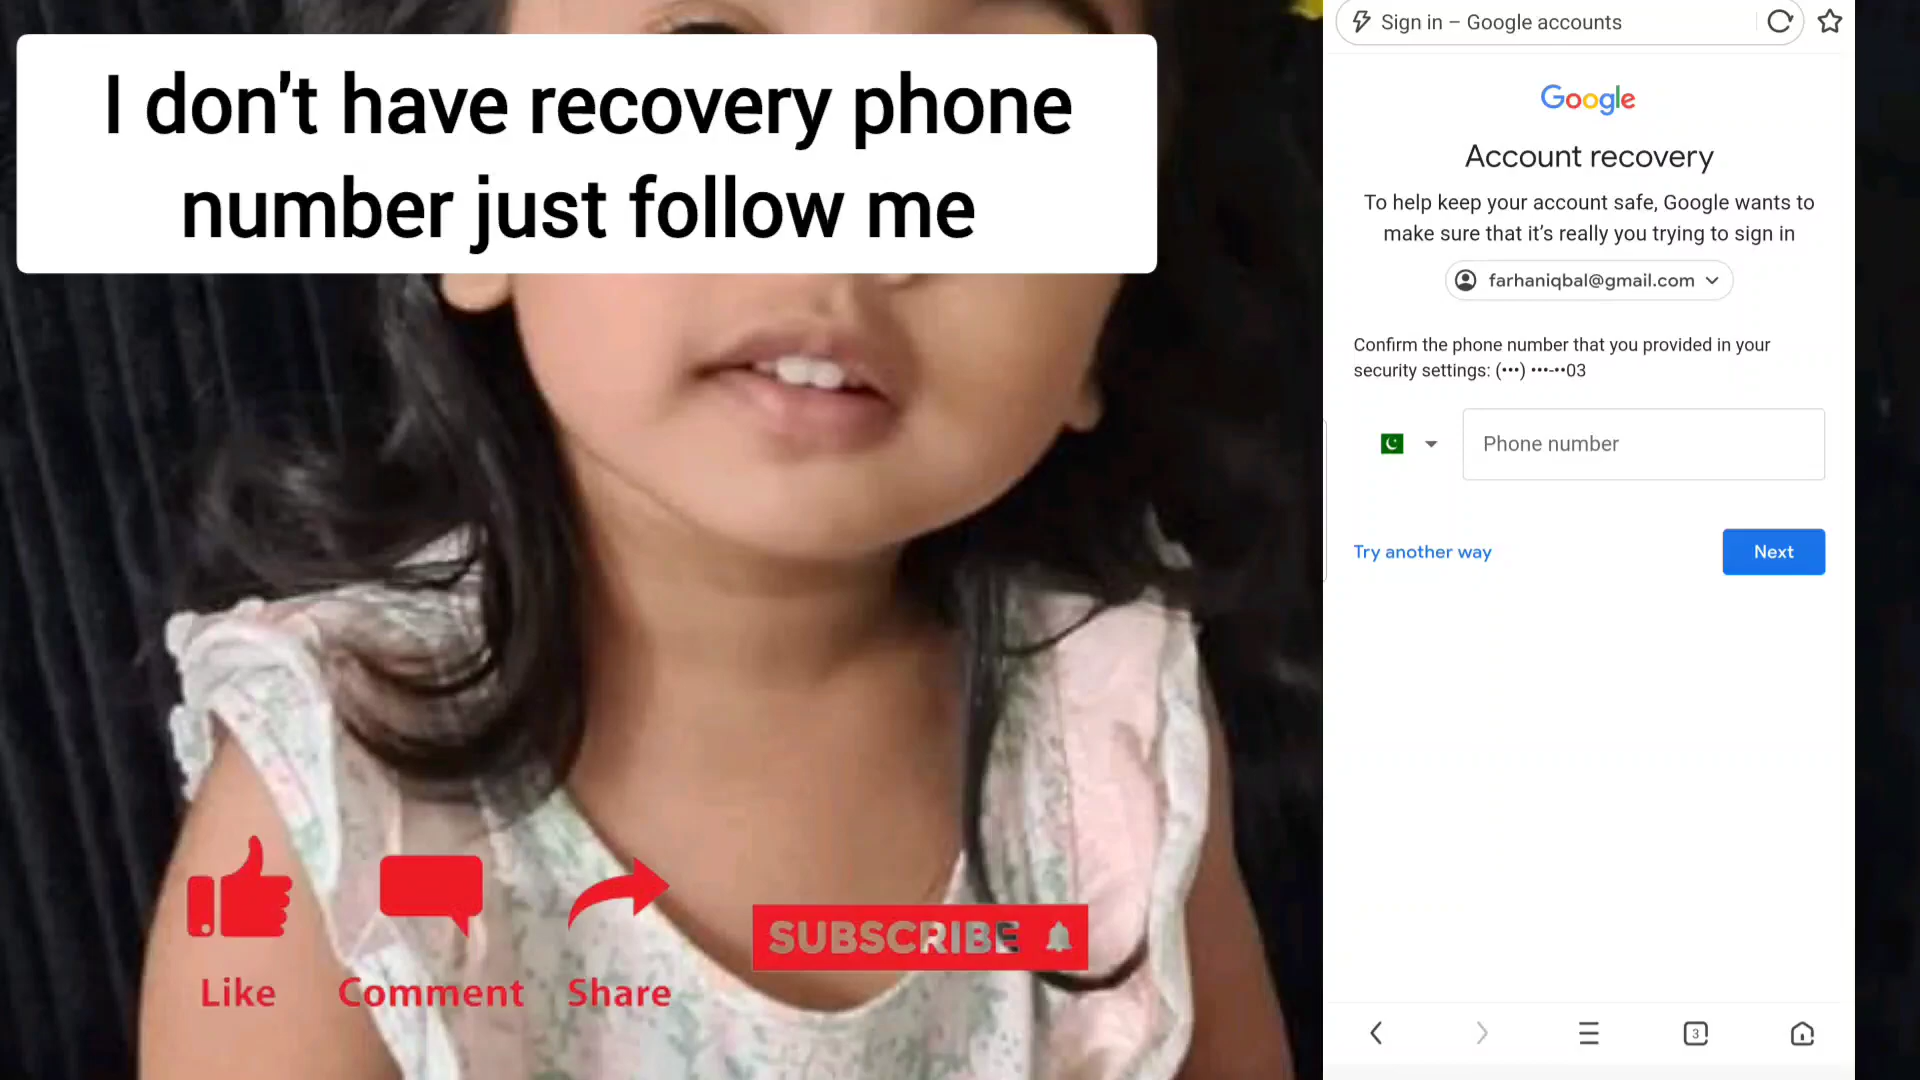 I don't have recovery phone
number just follow me
Like
Comment
Share
SUBSCRIBE
Sign in – Google accounts
Google
Account recovery
To help keep your account safe, Google wants to
make sure that it’s really you trying to sign in
farhaniqbal@gmail.com
Confirm the phone number that you provided in your
security settings: (•••) •••-••03
Phone number
Try another way
Next
3